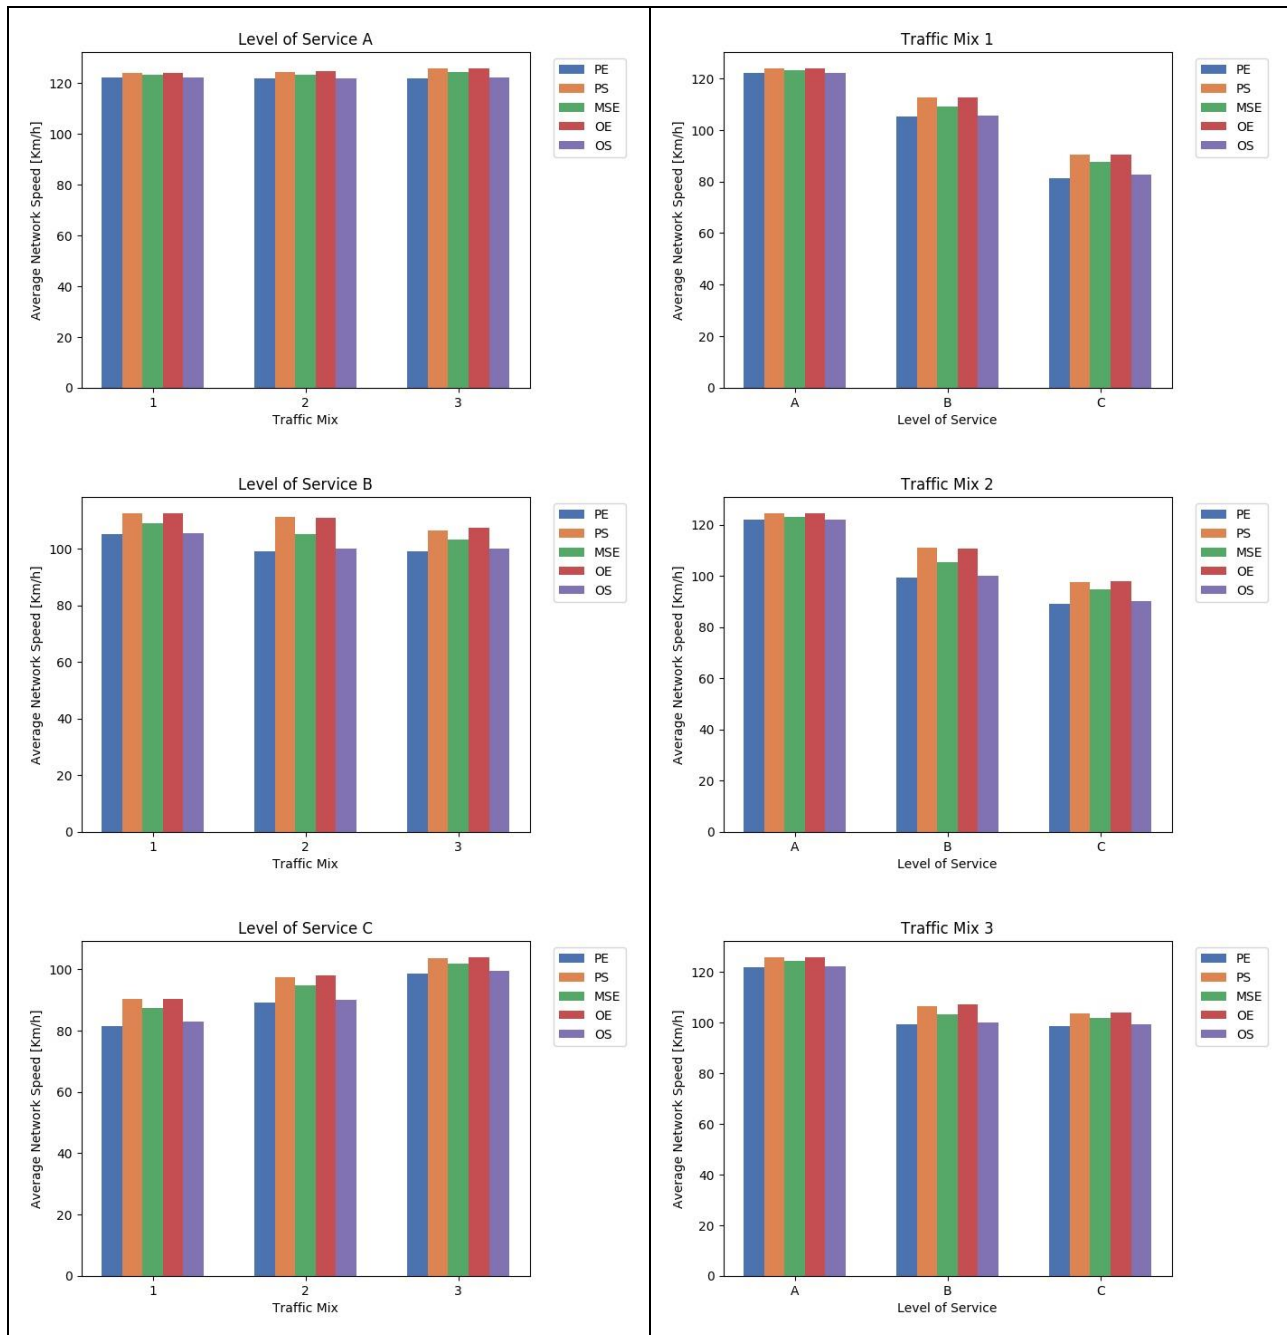 Level of Service A
Average Network Speed [Km/h]
120
100
80
60
40
20
0
1 2 3
Traffic Mix
PE
PS
MSE
OE
OS
Traffic Mix 1
Average Network Speed [Km/h]
120
100
80
60
40
20
0
A B C
Level of Service
PE
PS
MSE
OE
OS
Level of Service B
Average Network Speed [Km/h]
100
80
60
40
20
0
1 2 3
Traffic Mix
PE
PS
MSE
OE
OS
Traffic Mix 2
Average Network Speed [Km/h]
120
100
80
60
40
20
0
A B C
Level of Service
PE
PS
MSE
OE
OS
Level of Service C
Average Network Speed [Km/h]
100
80
60
40
20
0
1 2 3
Traffic Mix
PE
PS
MSE
OE
OS
Traffic Mix 3
Average Network Speed [Km/h]
120
100
80
60
40
20
0
A B C
Level of Service
PE
PS
MSE
OE
OS